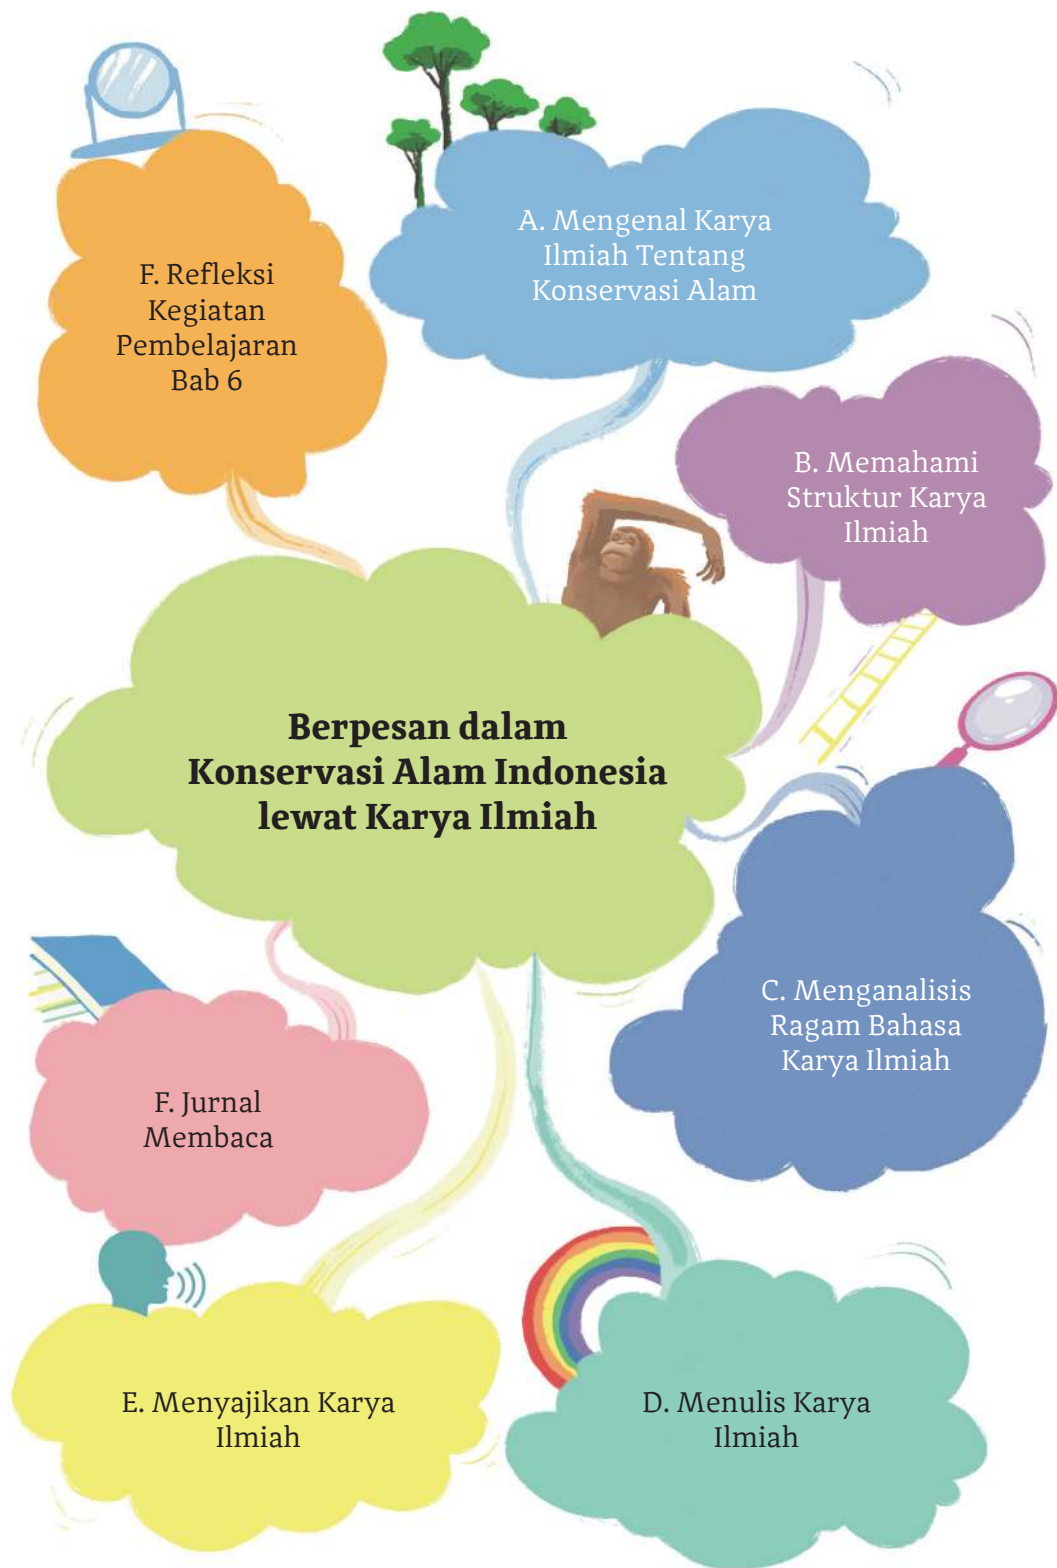 Berpesan dalam
Konservasi Alam Indonesia
lewat Karya Ilmiah
A. Mengenal Karya
Ilmiah Tentang
Konservasi Alam
B. Memahami
Struktur Karya
Ilmiah
C. Menganalisis
Ragam Bahasa
Karya Ilmiah
D. Menulis Karya
Ilmiah
E. Menyajikan Karya
Ilmiah
F. Jurnal
Membaca
F. Refleksi
Kegiatan
Pembelajaran
Bab 6